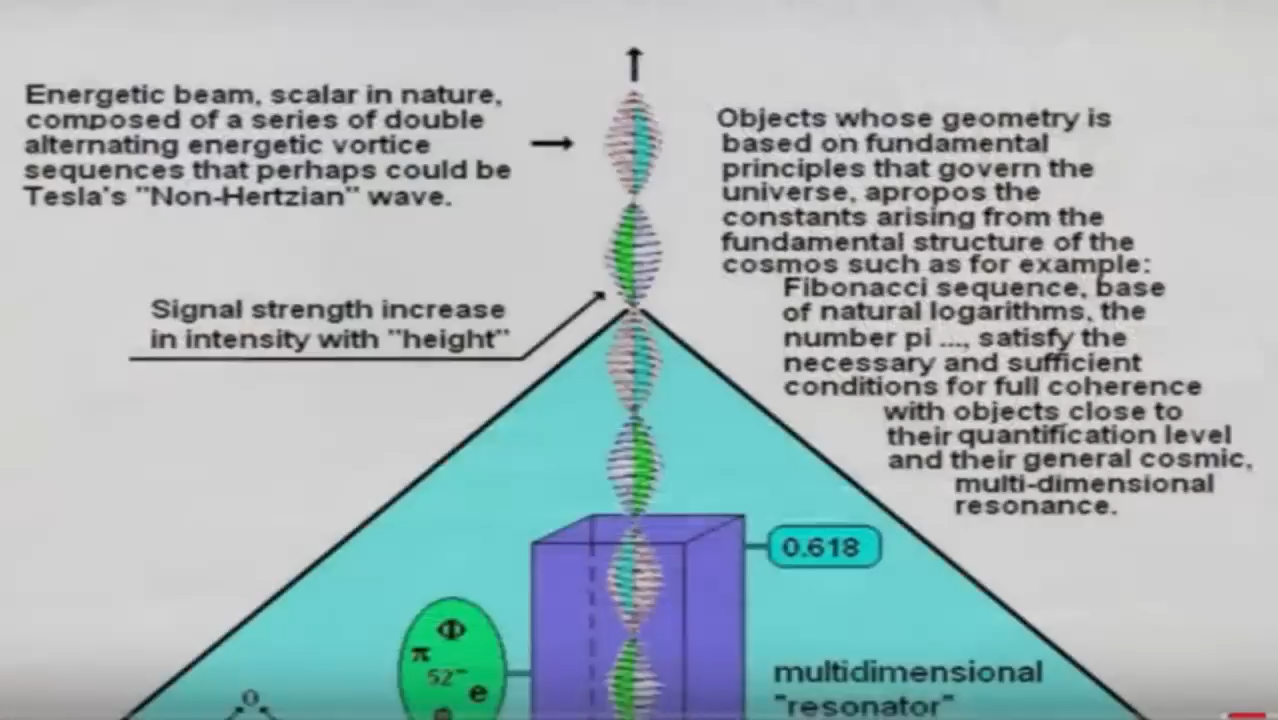 Energetic beam, scalar in nature,
composed of a series of double
alternating energetic vortice
sequences that perhaps could be
Tesla's "Non-Hertzian" wave.
Signal strength increase
in intensity with "height"
Objects whose geometry is
based on fundamental
principles that govern the
universe, apropos the
constants arising from the
fundamental structure of the
cosmos such as for example:
Fibonacci sequence, base
of natural logarithms, the
number pi ..., satisfy the
necessary and sufficient
conditions for full coherence
with objects close to
their quantification level
and their general cosmic,
multi-dimensional
resonance.
0.618
Φ
π
52
e
multidimensional
"resonator"